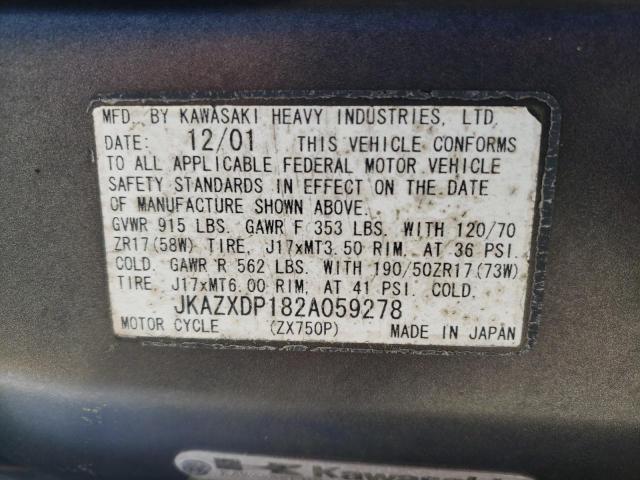 MFD. BY KAWASAKI HEAVY INDUSTRIES, LTD.
DATE: 12/01 THIS VEHICLE CONFORMS
TO ALL APPLICABLE FEDERAL MOTOR VEHICLE
SAFETY STANDARDS IN EFFECT ON THE DATE
OF MANUFACTURE SHOWN ABOVE.
GVWR 915 LBS. GAWR F 353 LBS. WITH 120/70
ZR17(58W) TIRE, J17xMT3.50 RIM, AT 36 PSI.
COLD. GAWR R 562 LBS. WITH 190/50ZR17(73W)
TIRE, J17xMT6.00 RIM, AT 41 PSI COLD.
JKAZXDP182A059278
MOTOR CYCLE (ZX750P) MADE IN JAPAN
Kawasaki